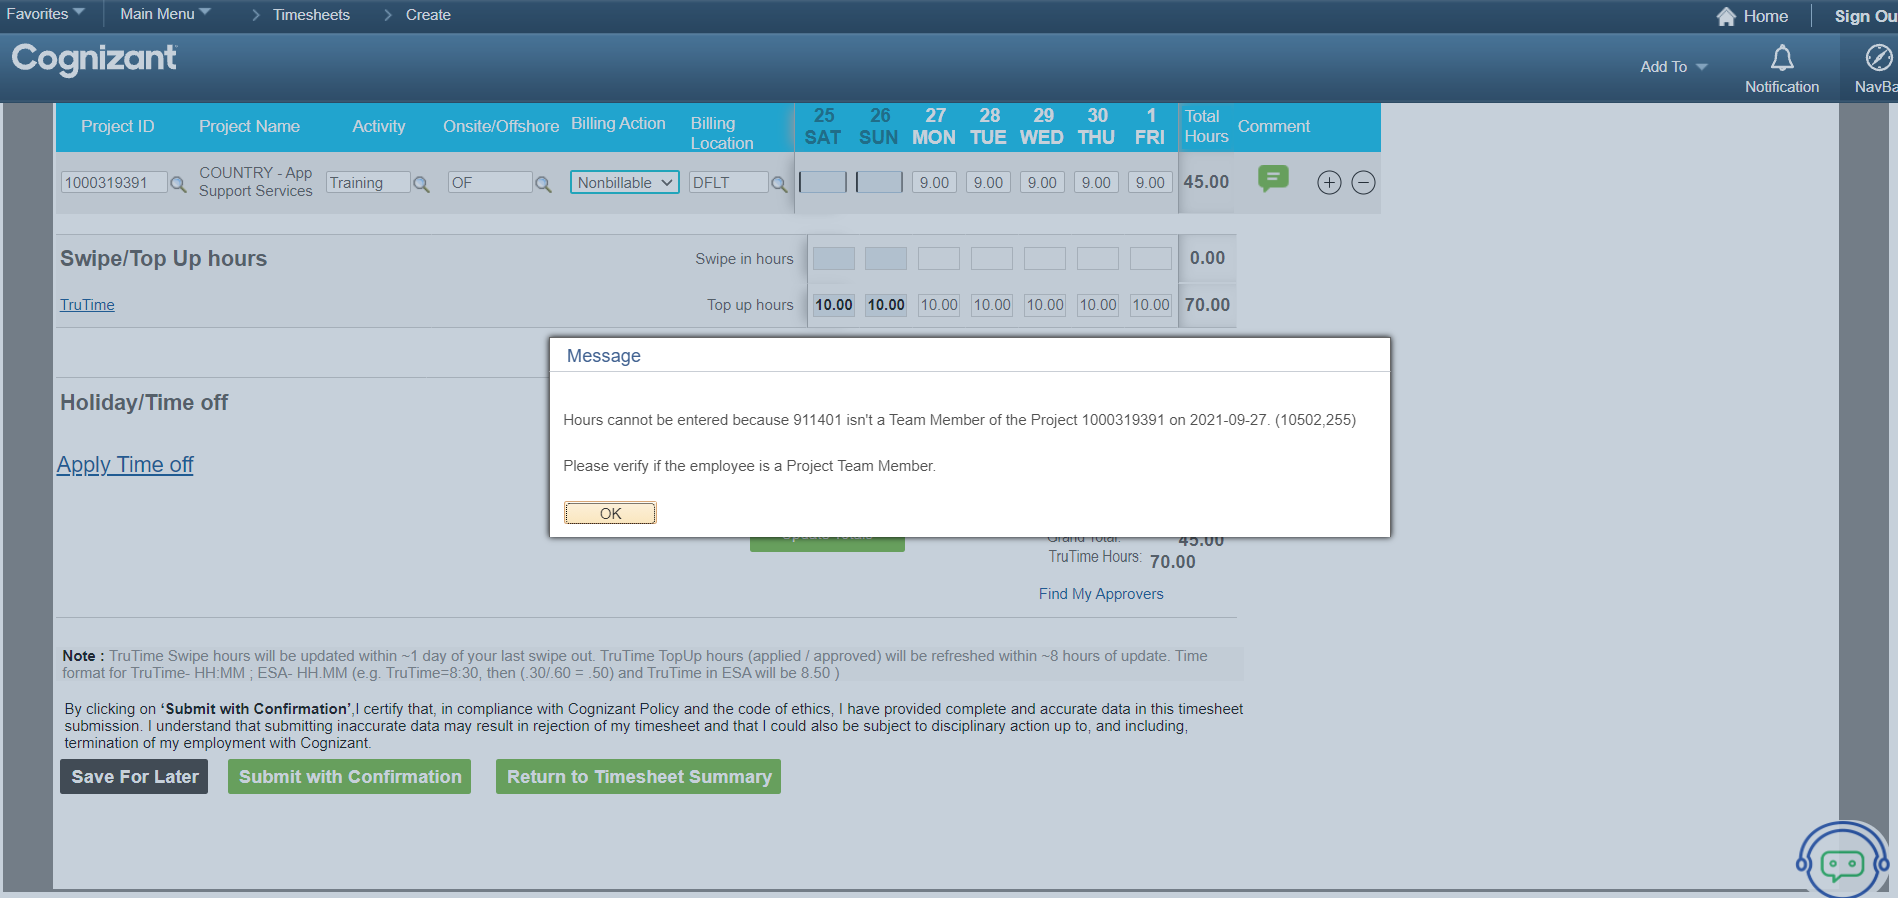 Favorites Main Menu Timesheets Create Home Sign Ou
Cognizant
Add To Notification NavBa
Project ID Project Name Activity Onsite/Offshore Billing Action Billing Location 25 SAT 26 SUN 27 MON 28 TUE 29 WED 30 THU 1 FRI Total Hours Comment
1000319391 COUNTRY - App Support Services Training OF Nonbillable DFLT 9.00 9.00 9.00 9.00 9.00 45.00
Swipe/Top Up hours Swipe in hours 0.00
TruTime Top up hours 10.00 10.00 10.00 10.00 10.00 10.00 10.00 70.00
Message
Holiday/Time off
Hours cannot be entered because 911401 isn't a Team Member of the Project 1000319391 on 2021-09-27. (10502,255)
Apply Time off
Please verify if the employee is a Project Team Member.
OK
Update Totals
Grand Total: 45.00
TruTime Hours: 70.00
Find My Approvers
Note : TruTime Swipe hours will be updated within ~1 day of your last swipe out. TruTime TopUp hours (applied / approved) will be refreshed within ~8 hours of update. Time
format for TruTime- HH:MM ; ESA- HH.MM (e.g. TruTime=8:30, then (.30/.60 = .50) and TruTime in ESA will be 8.50 )
By clicking on ‘Submit with Confirmation’,I certify that, in compliance with Cognizant Policy and the code of ethics, I have provided complete and accurate data in this timesheet
submission. I understand that submitting inaccurate data may result in rejection of my timesheet and that I could also be subject to disciplinary action up to, and including,
termination of my employment with Cognizant.
Save For Later Submit with Confirmation Return to Timesheet Summary